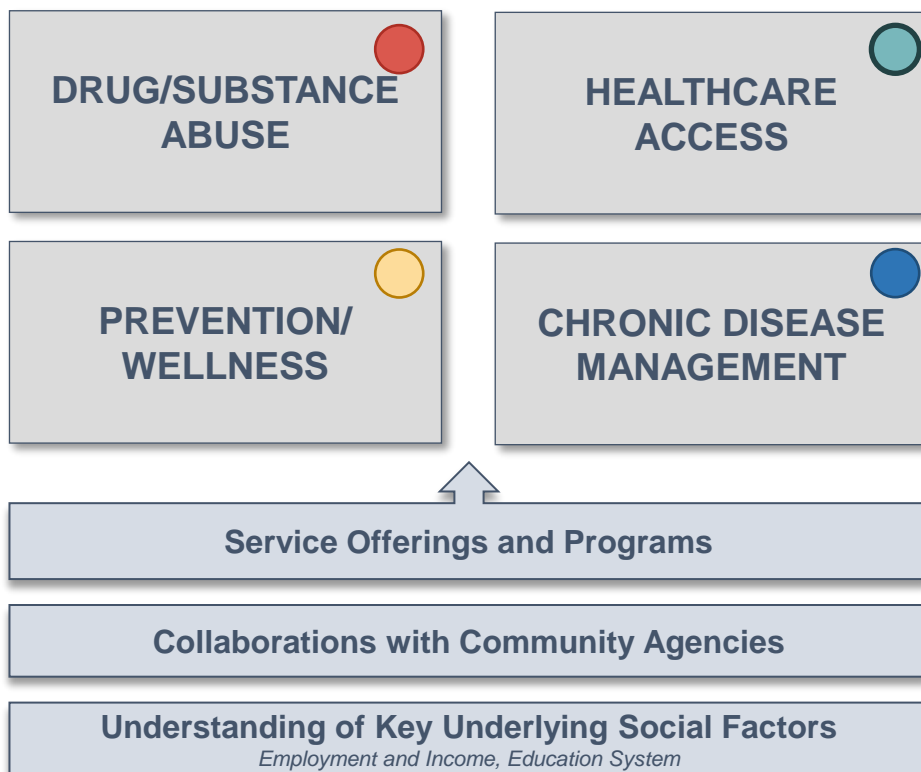 DRUG/SUBSTANCE
ABUSE
HEALTHCARE
ACCESS
PREVENTION/
WELLNESS
CHRONIC DISEASE
MANAGEMENT
Service Offerings and Programs
Collaborations with Community Agencies
Understanding of Key Underlying Social Factors
Employment and Income, Education System